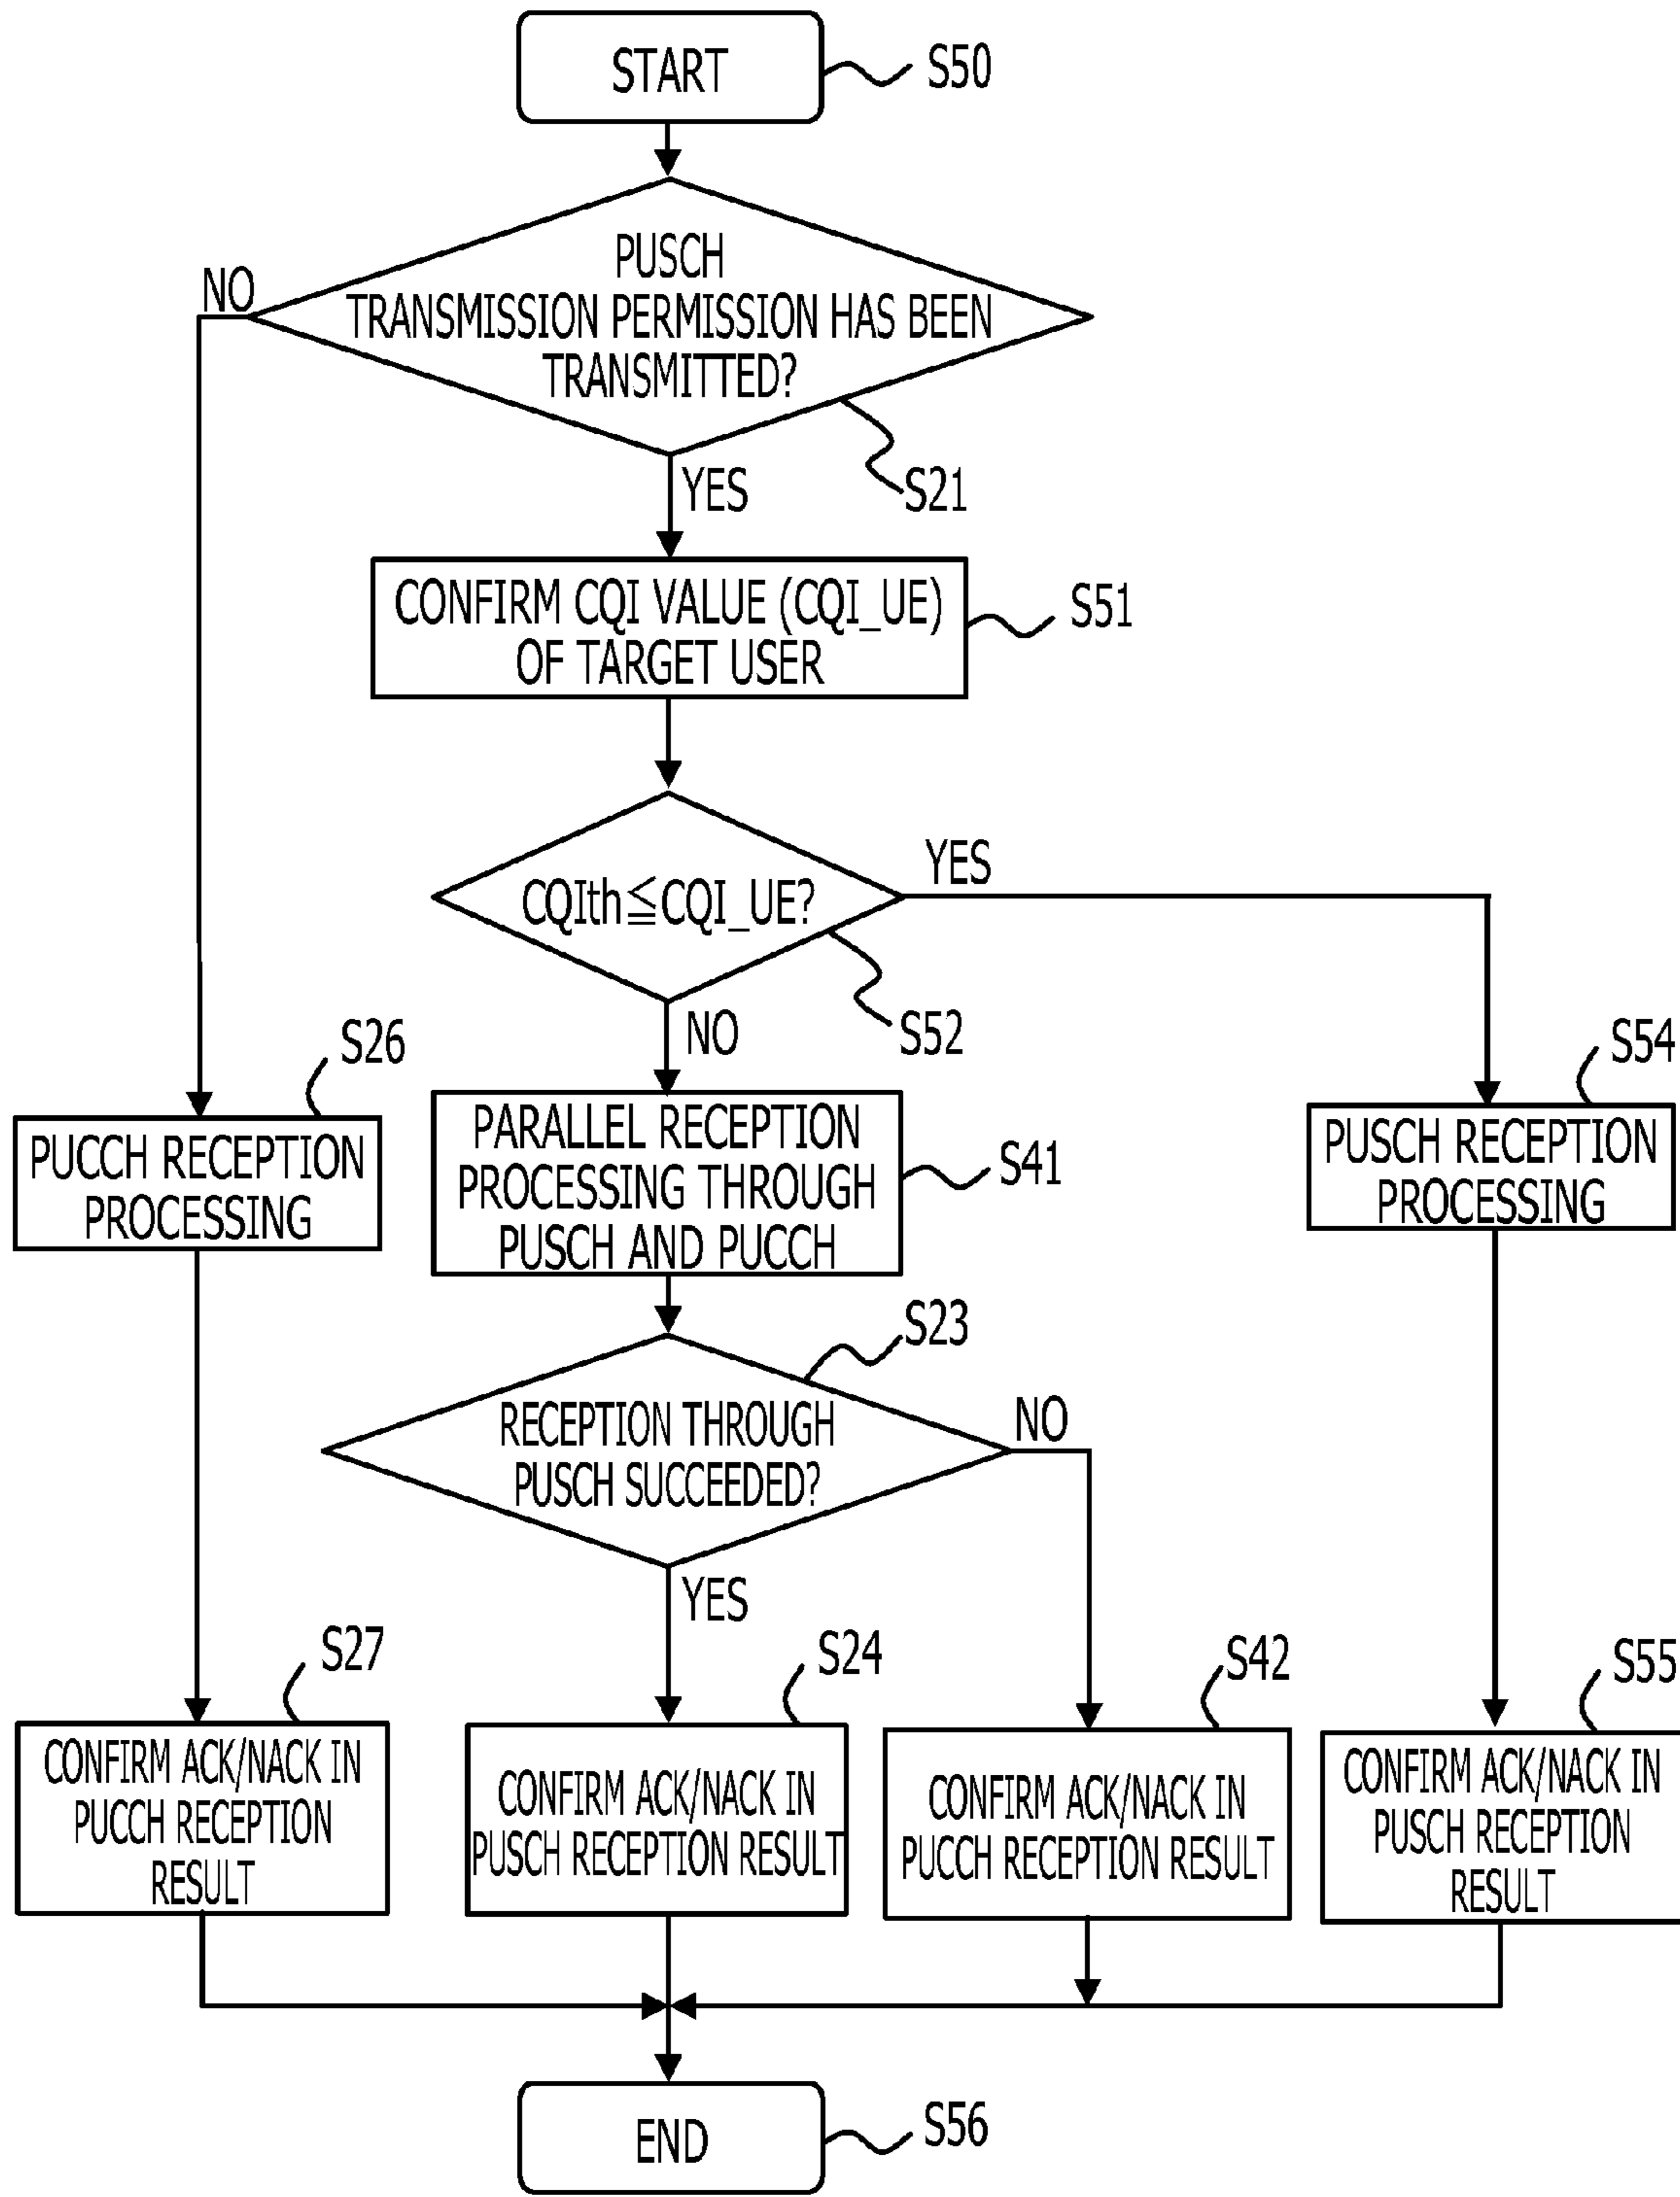 START
S50
PUSCH
TRANSMISSION PERMISSION HAS BEEN
TRANSMITTED?
NO
S21
YES
CONFIRM CQI VALUE (CQI_UE)
OF TARGET USER
S51
CQIth≦CQI_UE?
YES
S52
NO
S26
PUCCH RECEPTION
PROCESSING
PARALLEL RECEPTION
PROCESSING THROUGH
PUSCH AND PUCCH
S41
S54
PUSCH RECEPTION
PROCESSING
S23
RECEPTION THROUGH
PUSCH SUCCEEDED?
NO
YES
S27
CONFIRM ACK/NACK IN
PUCCH RECEPTION
RESULT
S24
CONFIRM ACK/NACK IN
PUSCH RECEPTION RESULT
S42
CONFIRM ACK/NACK IN
PUCCH RECEPTION RESULT
S55
CONFIRM ACK/NACK IN
PUSCH RECEPTION
RESULT
END
S56